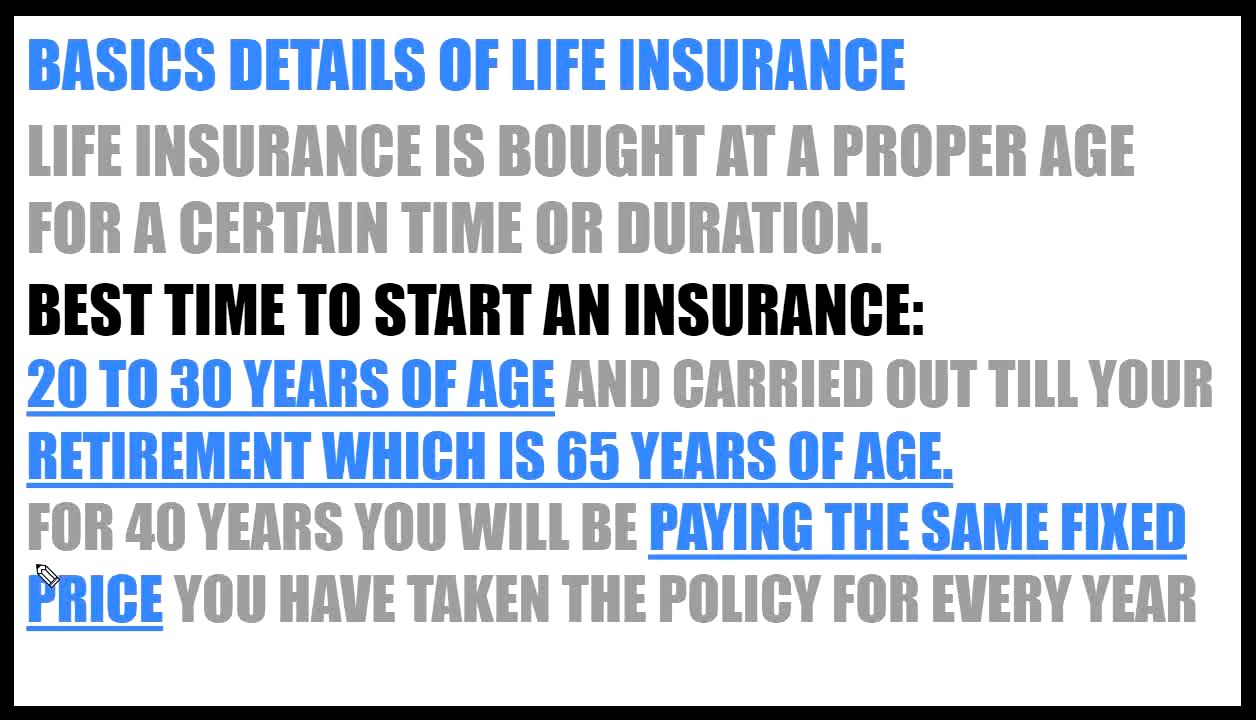 BASICS DETAILS OF LIFE INSURANCE
LIFE INSURANCE IS BOUGHT AT A PROPER AGE
FOR A CERTAIN TIME OR DURATION.
BEST TIME TO START AN INSURANCE:
20 TO 30 YEARS OF AGE AND CARRIED OUT TILL YOUR
RETIREMENT WHICH IS 65 YEARS OF AGE.
FOR 40 YEARS YOU WILL BE PAYING THE SAME FIXED
PRICE YOU HAVE TAKEN THE POLICY FOR EVERY YEAR